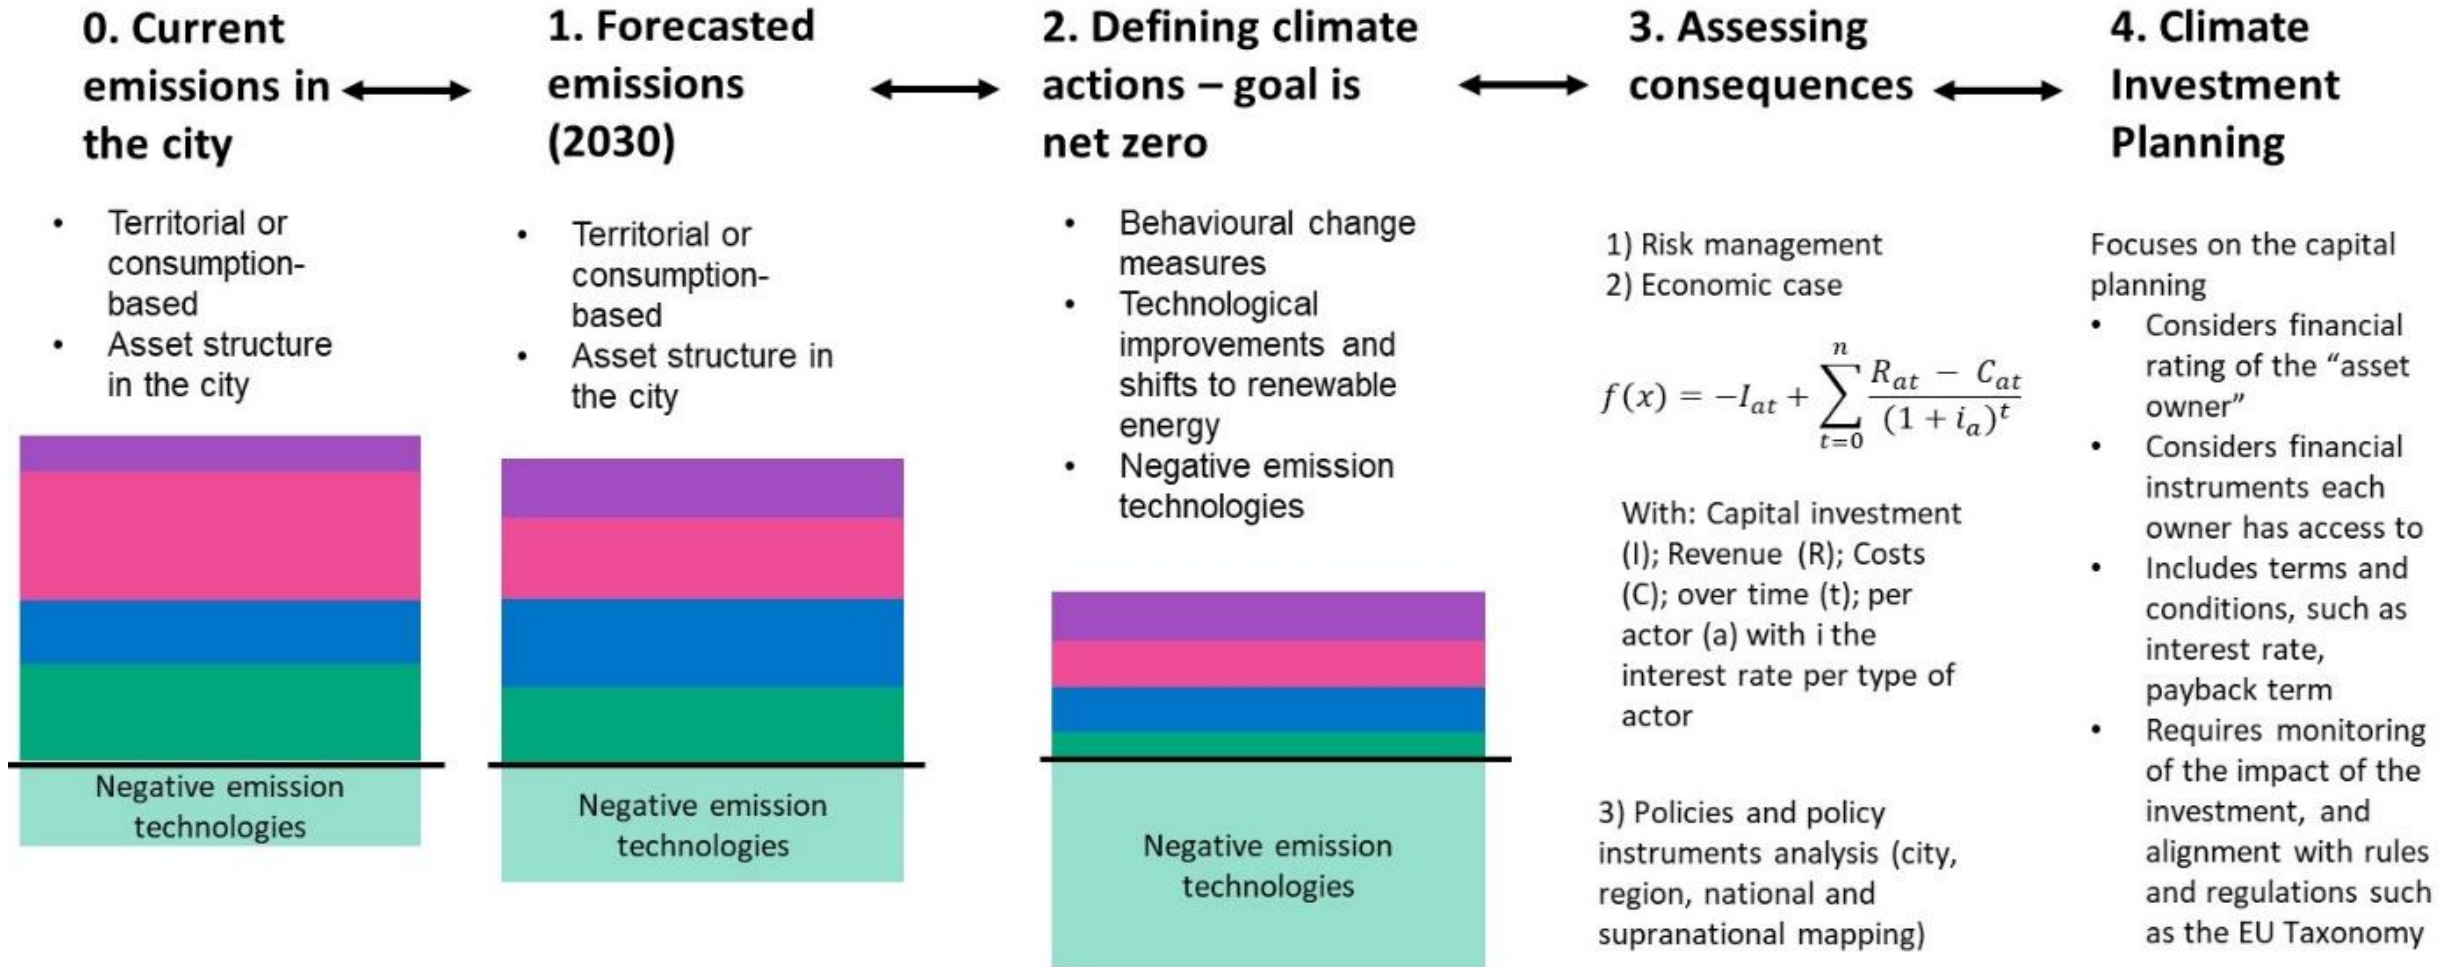 0. Current
emissions in
the city
• Territorial or
consumption-
based
• Asset structure
in the city
Negative emission
technologies
1. Forecasted
emissions
(2030)
• Territorial or
consumption-
based
• Asset structure in
the city
Negative emission
technologies
2. Defining climate
actions – goal is
net zero
• Behavioural change
measures
• Technological
improvements and
shifts to renewable
energy
• Negative emission
technologies
Negative emission
technologies
3. Assessing
consequences
1) Risk management
2) Economic case
f(x) = −I_{at} + \sum_{t=0}^{n} \frac{R_{at} − C_{at}}{(1 + i_a)^t}
With: Capital investment
(I); Revenue (R); Costs
(C); over time (t); per
actor (a) with i the
interest rate per type of
actor
3) Policies and policy
instruments analysis (city,
region, national and
supranational mapping)
4. Climate
Investment
Planning
Focuses on the capital
planning
• Considers financial
rating of the “asset
owner”
• Considers financial
instruments each
owner has access to
• Includes terms and
conditions, such as
interest rate,
payback term
• Requires monitoring
of the impact of the
investment, and
alignment with rules
and regulations such
as the EU Taxonomy